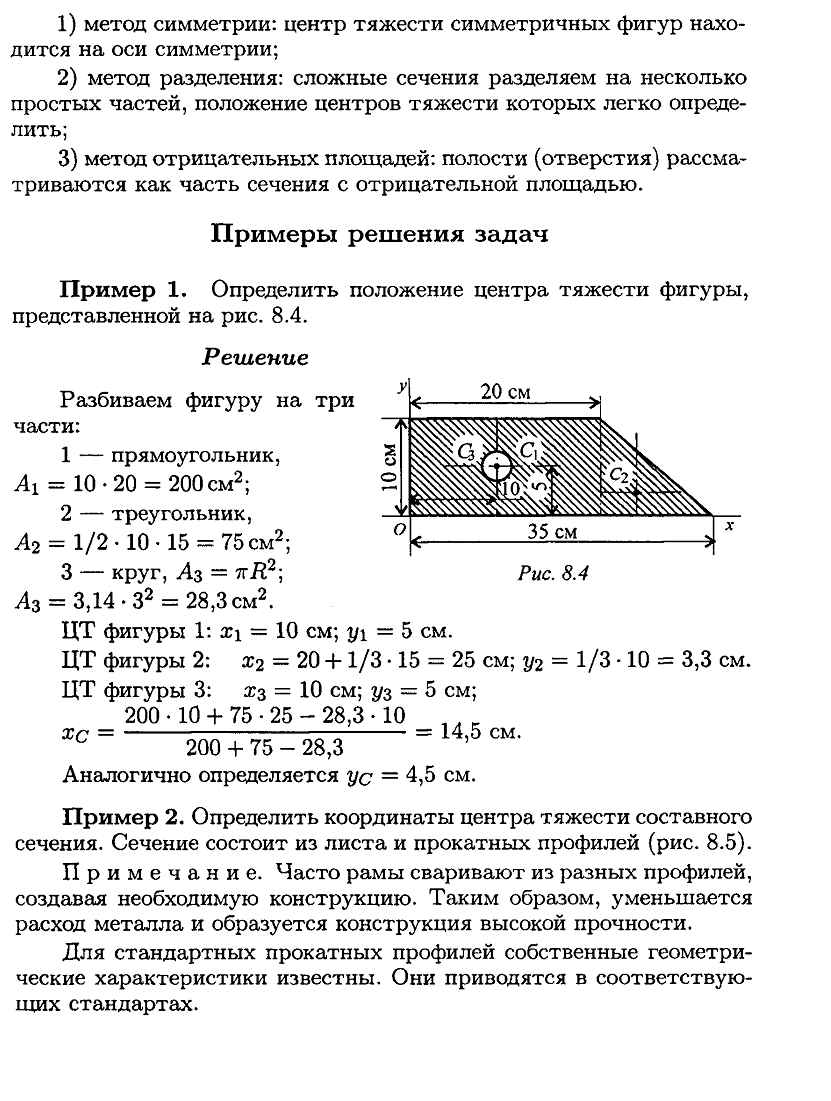 1) метод симметрии: центр тяжести симметричных фигур нахо-
дится на оси симметрии;
2) метод разделения: сложные сечения разделяем на несколько
простых частей, положение центров тяжести которых легко опреде-
лить;
3) метод отрицательных площадей: полости (отверстия) рассма-
триваются как часть сечения с отрицательной площадью.
Примеры решения задач
Пример 1. Определить положение центра тяжести фигуры,
представленной на рис. 8.4.
Решение
Разбиваем фигуру на три
части:
1 — прямоугольник,
A₁ = 10 · 20 = 200 см²;
2 — треугольник,
A₂ = 1/2 · 10 · 15 = 75 см²;
3 — круг, A₃ = πR²;
A₃ = 3,14 · 3² = 28,3 см².
y
20 см
10 см
C₃
C₁
C₂
10
5
O
35 см
x
Рис. 8.4
ЦТ фигуры 1: x₁ = 10 см; y₁ = 5 см.
ЦТ фигуры 2: x₂ = 20 + 1/3 · 15 = 25 см; y₂ = 1/3 · 10 = 3,3 см.
ЦТ фигуры 3: x₃ = 10 см; y₃ = 5 см;
200 · 10 + 75 · 25 − 28,3 · 10
x_C = = 14,5 см.
200 + 75 − 28,3
Аналогично определяется y_C = 4,5 см.
Пример 2. Определить координаты центра тяжести составного
сечения. Сечение состоит из листа и прокатных профилей (рис. 8.5).
Примечание. Часто рамы сваривают из разных профилей,
создавая необходимую конструкцию. Таким образом, уменьшается
расход металла и образуется конструкция высокой прочности.
Для стандартных прокатных профилей собственные геометри-
ческие характеристики известны. Они приводятся в соответствую-
щих стандартах.